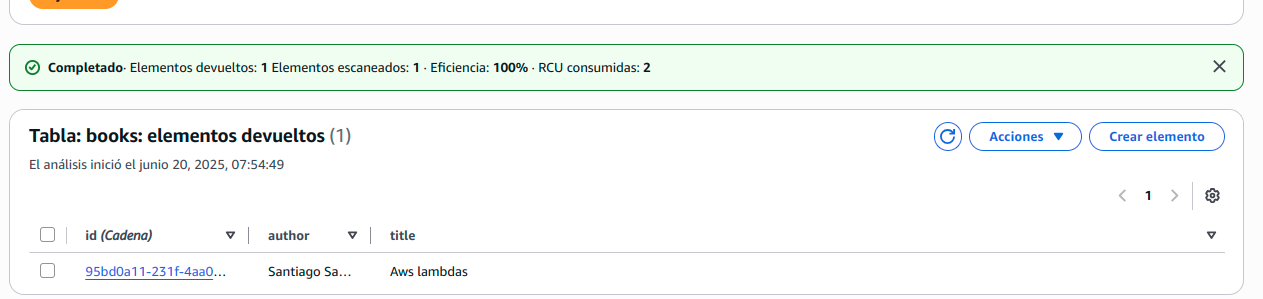 Completado· Elementos devueltos: 1 Elementos escaneados: 1 · Eficiencia: 100% · RCU consumidas: 2
Tabla: books: elementos devueltos (1)
Acciones
Crear elemento
El análisis inició el junio 20, 2025, 07:54:49
1
id (Cadena) author title
95bd0a11-231f-4aa0... Santiago Sa... Aws lambdas